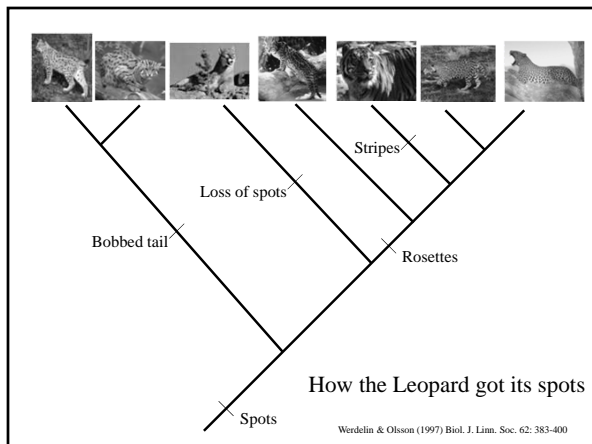 Stripes
Loss of spots
Bobbed tail
Rosettes
How the Leopard got its spots
Spots
Werdelin & Olsson (1997) Biol. J. Linn. Soc. 62: 383-400